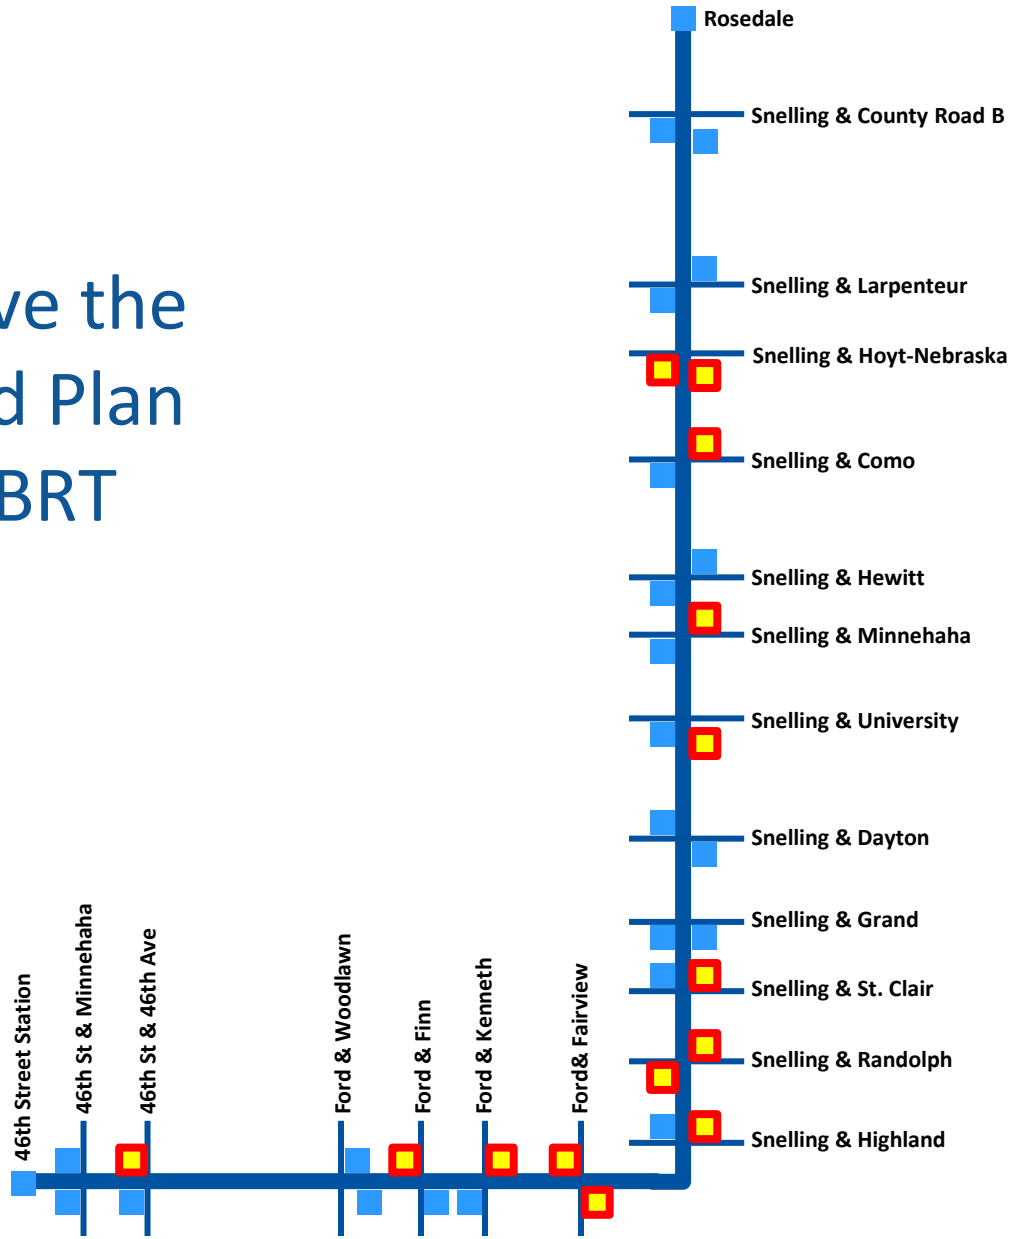 Rosedale
Snelling & County Road B
ve the
d Plan
BRT
Snelling & Larpenteur
Snelling & Hoyt-Nebraska
Snelling & Como
Snelling & Hewitt
Snelling & Minnehaha
Snelling & University
Snelling & Dayton
Snelling & Grand
Snelling & St. Clair
Snelling & Randolph
Snelling & Highland
46th Street Station
46th St & Minnehaha
46th St & 46th Ave
Ford & Woodlawn
Ford & Finn
Ford & Kenneth
Ford& Fairview